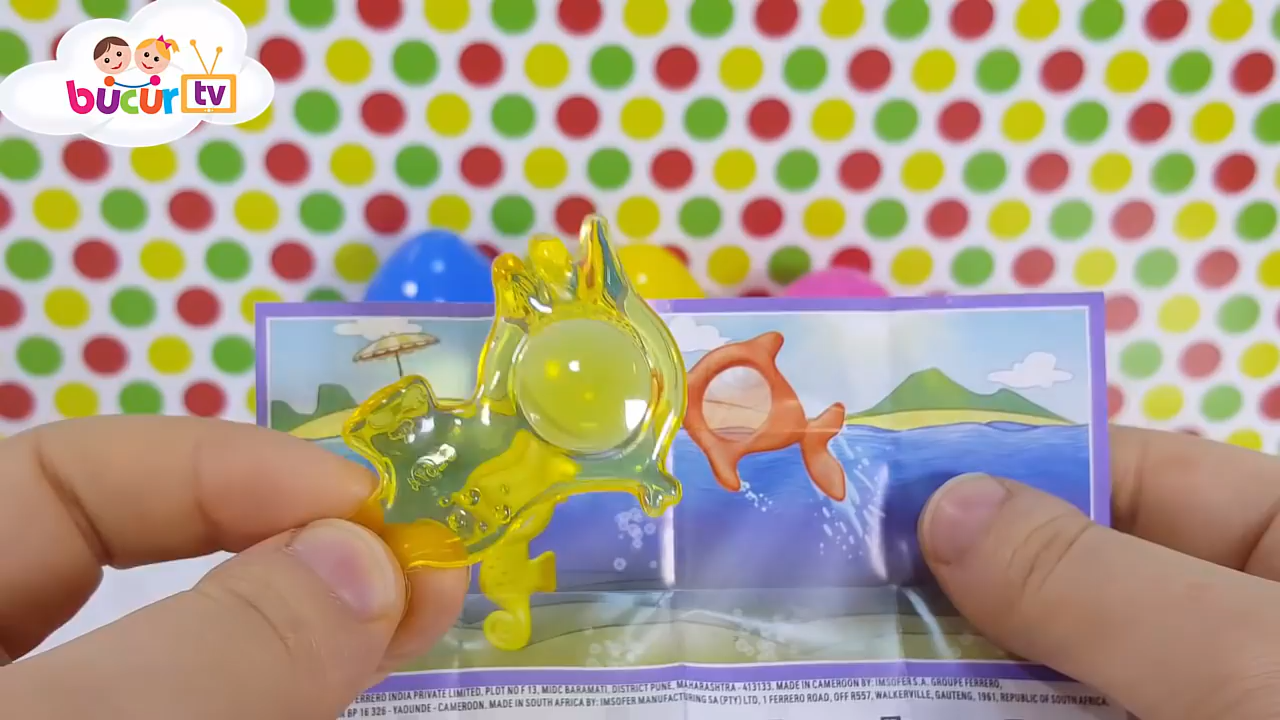 bucur tv
FERRERO INDIA PRIVATE LIMITED, PLOT NO F 13, MIDC BARAMATI, DISTRICT PUNE, MAHARASHTRA - 413133. MADE IN CAMEROON BY: IMSOFER S.A. GROUPE FERRERO,
BP 16 326 - YAOUNDE - CAMEROON. MADE IN SOUTH AFRICA BY: IMSOFER MANUFACTURING SA (PTY) LTD, 1 FERRERO ROAD, OFF R557, WALKERVILLE, GAUTENG, 1961, REPUBLIC OF SOUTH AFRICA.